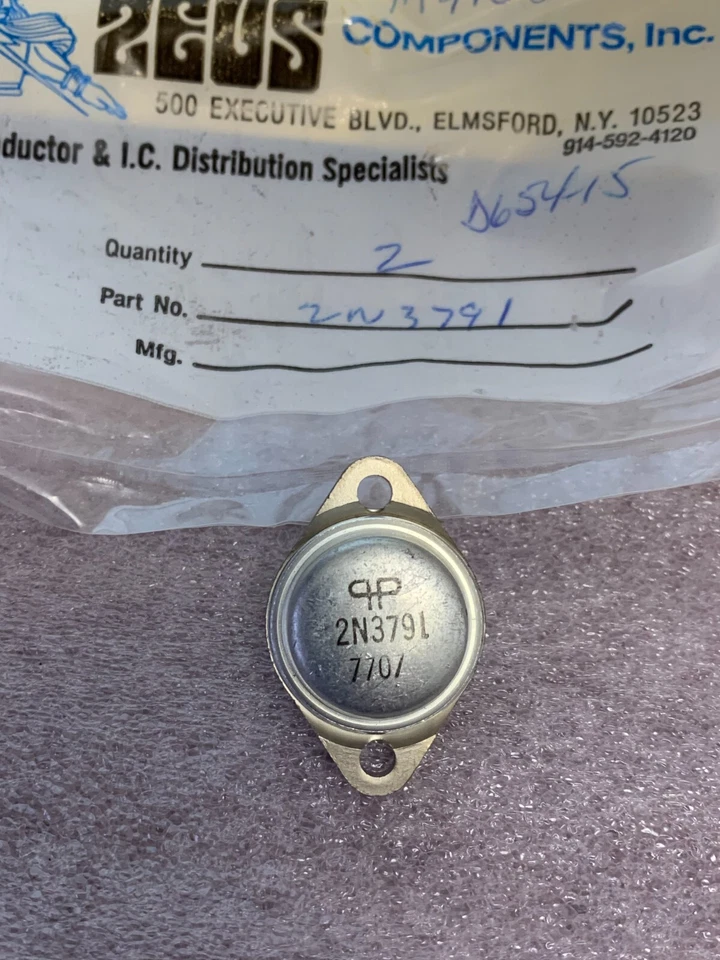 ZEUS COMPONENTS, Inc.
500 EXECUTIVE BLVD., ELMSFORD, N.Y. 10523
914-592-4120
ductor & I.C. Distribution Specialists
D65415
Quantity 2
Part No. 2N3791
Mfg.
2N3791
7707